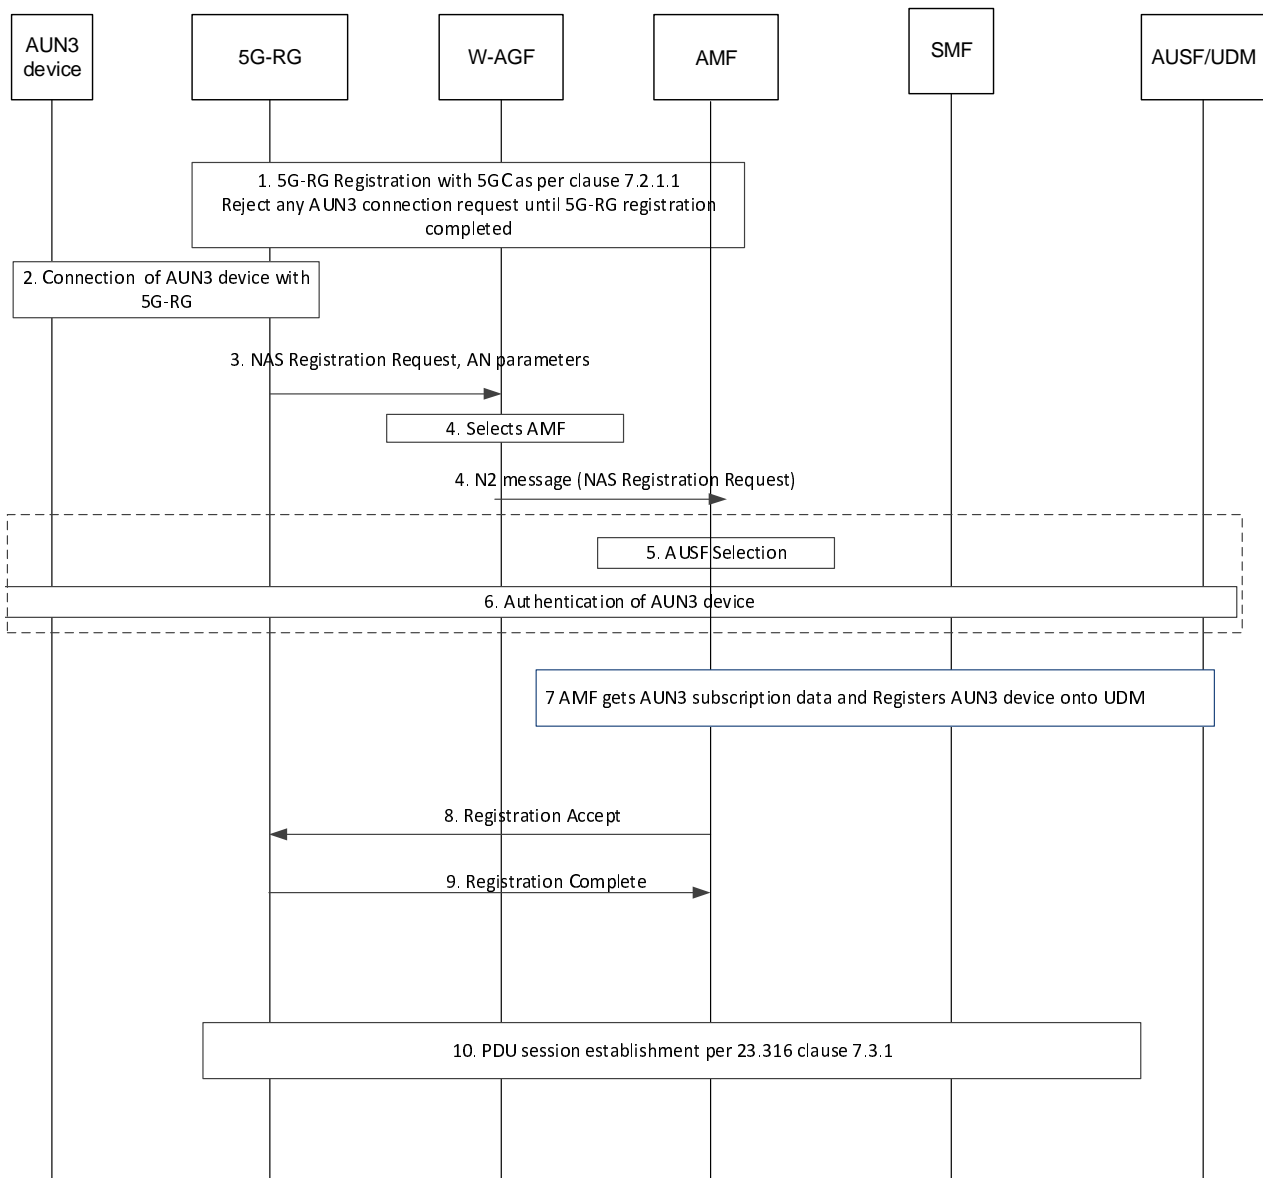 AUN3
device
5G-RG
W-AGF
AMF
SMF
AUSF/UDM
1. 5G-RG Registration with 5GC as per clause 7.2.1.1
Reject any AUN3 connection request until 5G-RG registration
completed
2. Connection of AUN3 device with
5G-RG
3. NAS Registration Request, AN parameters
4. Selects AMF
4. N2 message (NAS Registration Request)
5. AUSF Selection
6. Authentication of AUN3 device
7 AMF gets AUN3 subscription data and Registers AUN3 device onto UDM
8. Registration Accept
9. Registration Complete
10. PDU session establishment per 23.316 clause 7.3.1